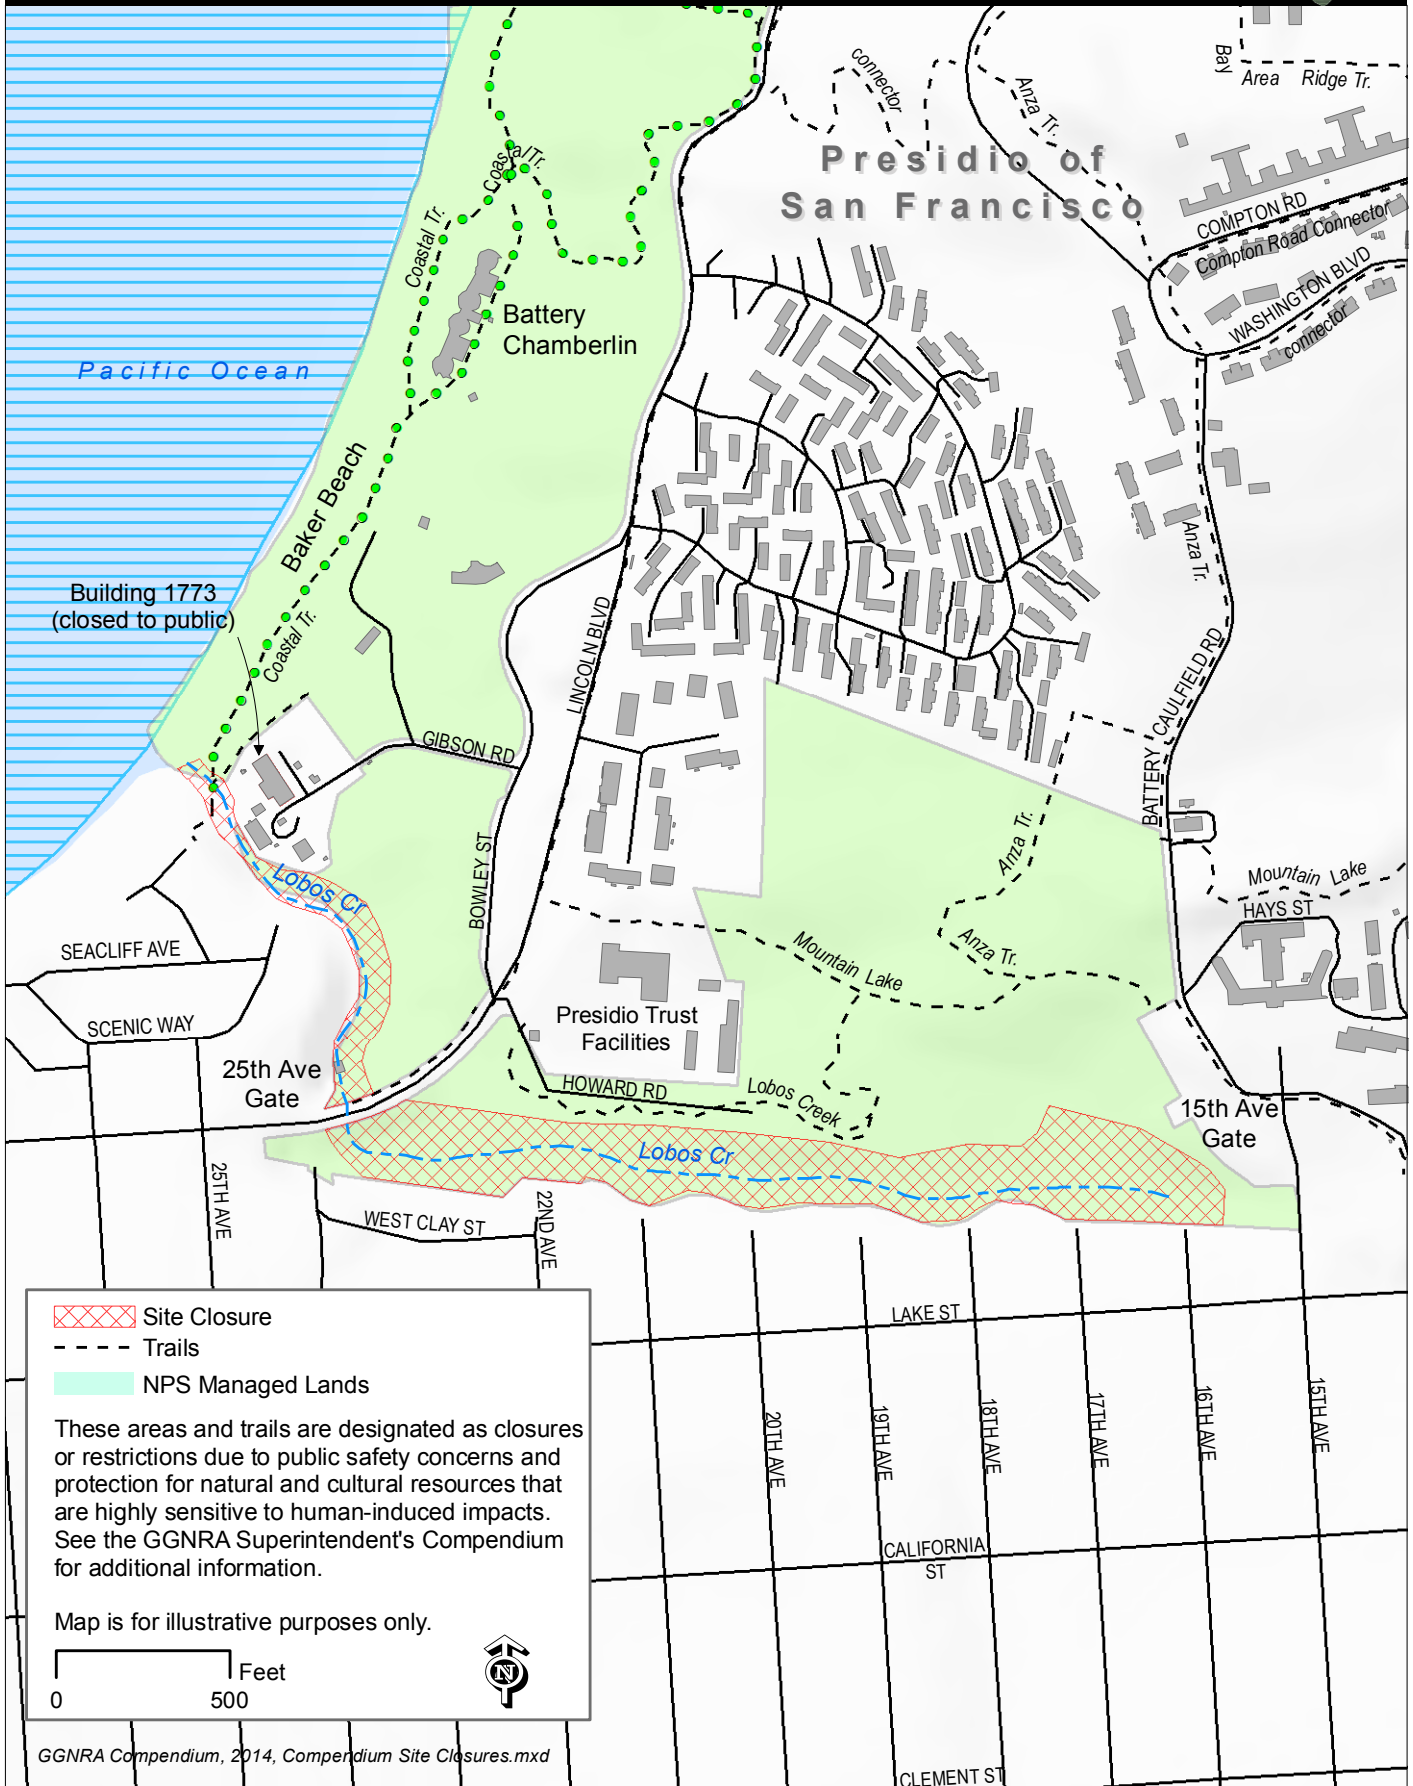 connector
Bay
Area Ridge Tr.
Anza Tr.
Presidio of
San Francisco
Coastal Tr.
Coastal Tr.
COMPTON RD
Compton Road Connector
WASHINGTON BLVD
connector
Battery
Chamberlin
Pacific Ocean
Baker Beach
Anza Tr.
Building 1773
(closed to public)
Coastal Tr.
LINCOLN BLVD
BATTERY CAULFIELD RD
GIBSON RD
Anza Tr.
BOWLEY ST
Lobos Cr
Mountain Lake
HAYS ST
SEACLIFF AVE
Mountain Lake
Anza Tr.
SCENIC WAY
Presidio Trust
Facilities
25th Ave
Gate
HOWARD RD
Lobos Creek
15th Ave
Gate
Lobos Cr
25TH AVE
22ND AVE
WEST CLAY ST
LAKE ST
20TH AVE
19TH AVE
18TH AVE
17TH AVE
16TH AVE
15TH AVE
CALIFORNIA
ST
CLEMENT ST
Site Closure
Trails
NPS Managed Lands
These areas and trails are designated as closures
or restrictions due to public safety concerns and
protection for natural and cultural resources that
are highly sensitive to human-induced impacts.
See the GGNRA Superintendent's Compendium
for additional information.
Map is for illustrative purposes only.
Feet
0 500
N
GGNRA Compendium, 2014, Compendium Site Closures.mxd